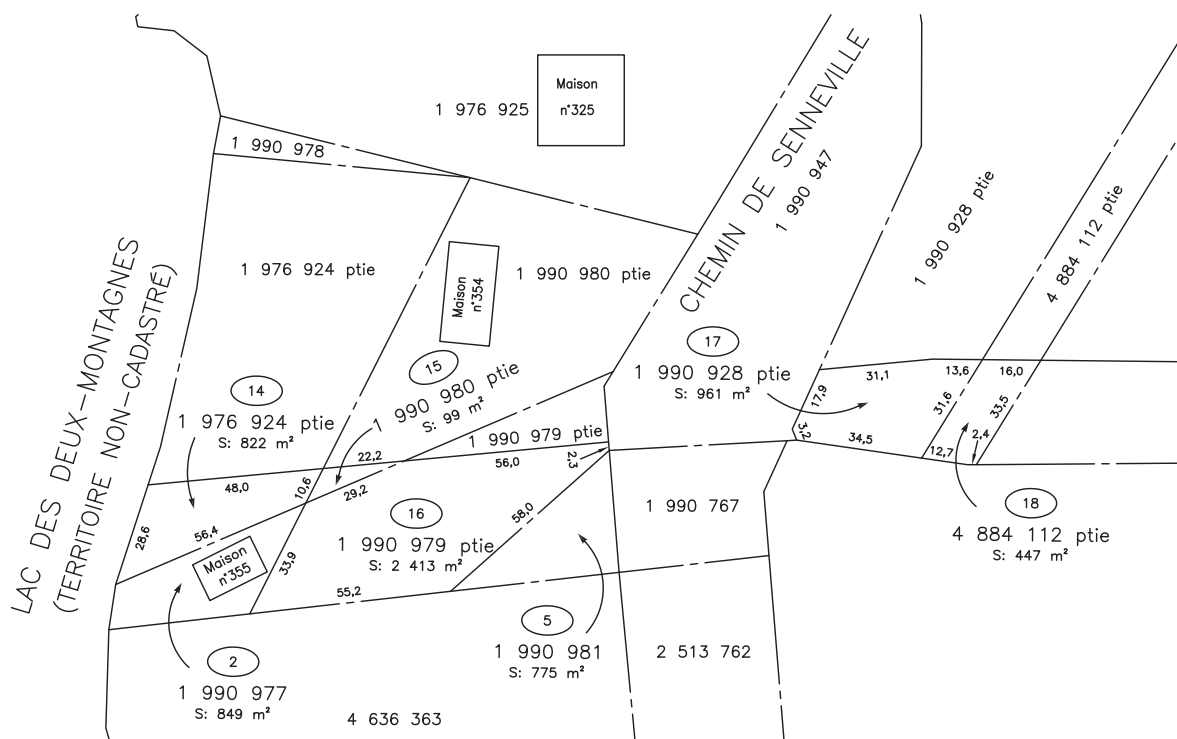 Maison
n°325
1 976 925
1 990 978
CHEMIN DE SENNEVILLE
1 990 947
1 990 928 ptie
4 884 112 ptie
LAC DES DEUX-MONTAGNES
(TERRITOIRE NON-CADASTRÉ)
1 976 924 ptie
Maison
n°354
1 990 980 ptie
14
1 976 924 ptie
S: 822 m²
15
1 990 980 ptie
S: 99 m²
17
1 990 928 ptie
S: 961 m²
31,1
13,6
16,0
17,9
31,6
33,5
3,2
34,5
12,7
2,4
1 990 979 ptie
22,2
56,0
2,3
48,0
10,6
29,2
28,6
56,4
Maison
n°355
33,9
16
1 990 979 ptie
S: 2 413 m²
58,0
55,2
1 990 767
18
4 884 112 ptie
S: 447 m²
2
1 990 977
S: 849 m²
5
1 990 981
S: 775 m²
2 513 762
4 636 363